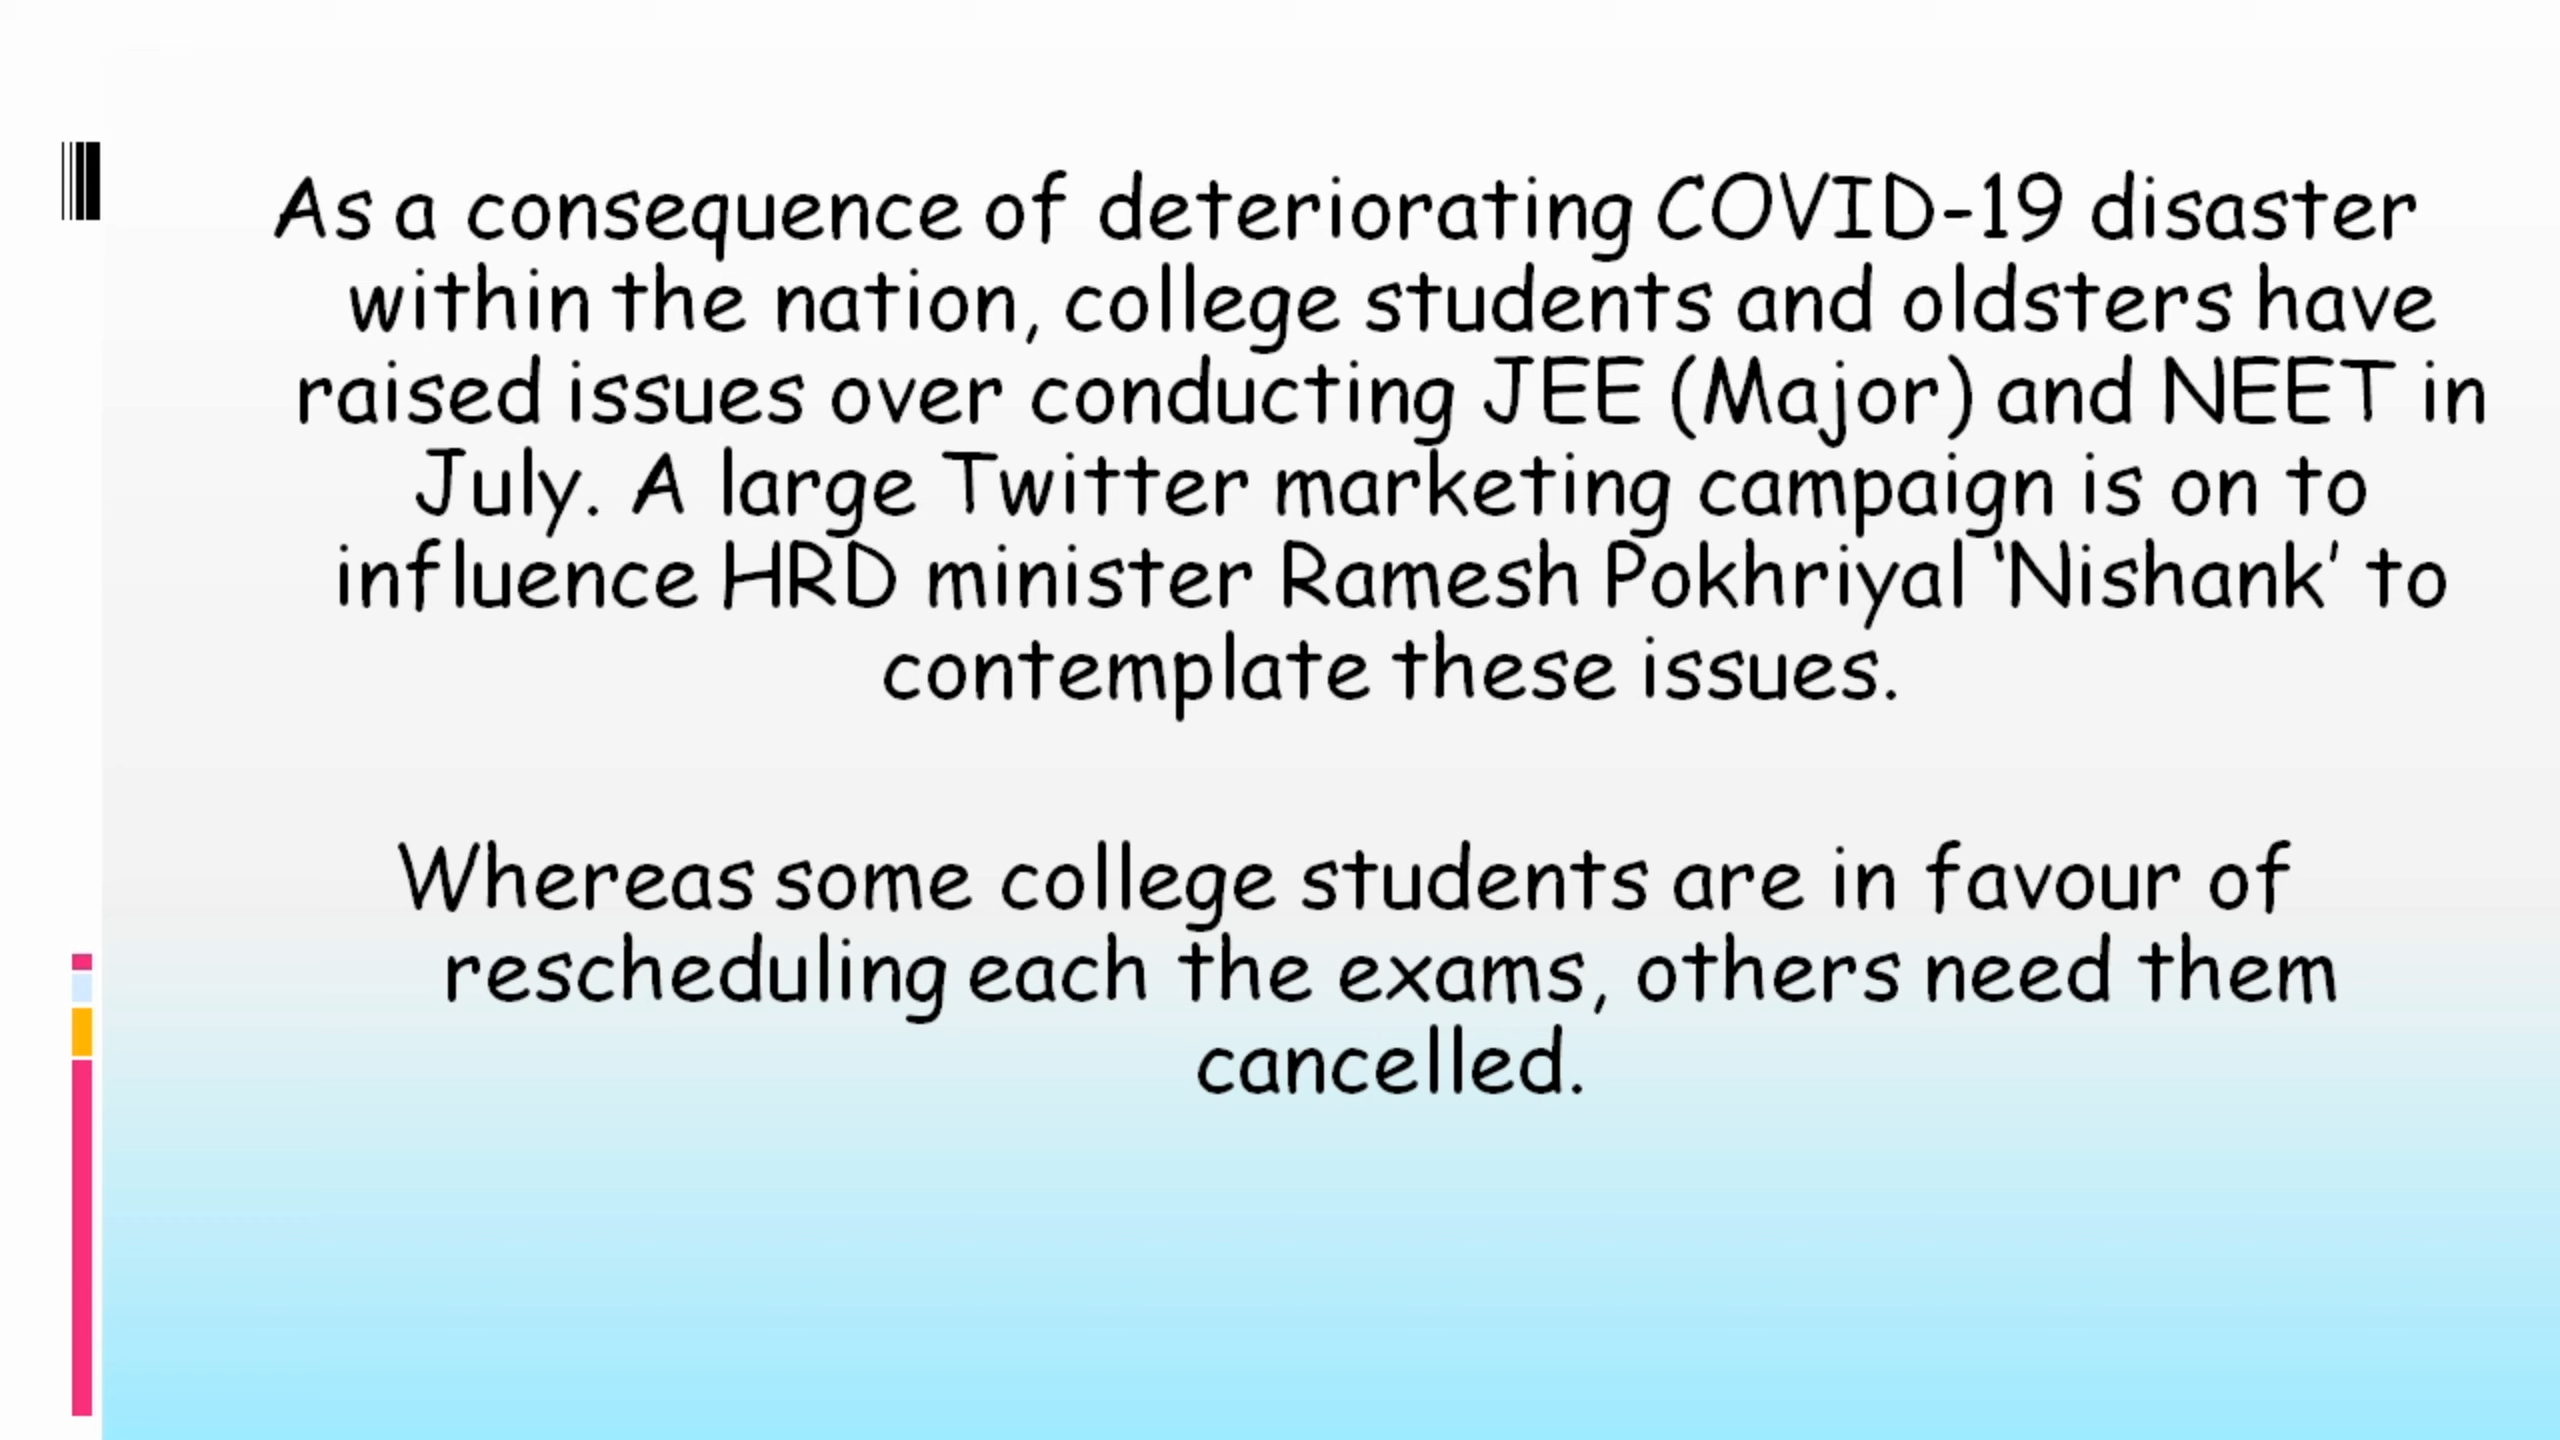 As a consequence of deteriorating COVID-19 disaster
within the nation, college students and oldsters have
raised issues over conducting JEE (Major) and NEET in
July. A large Twitter marketing campaign is on to
influence HRD minister Ramesh Pokhriyal ‘Nishank’ to
contemplate these issues.
Whereas some college students are in favour of
rescheduling each the exams, others need them
cancelled.